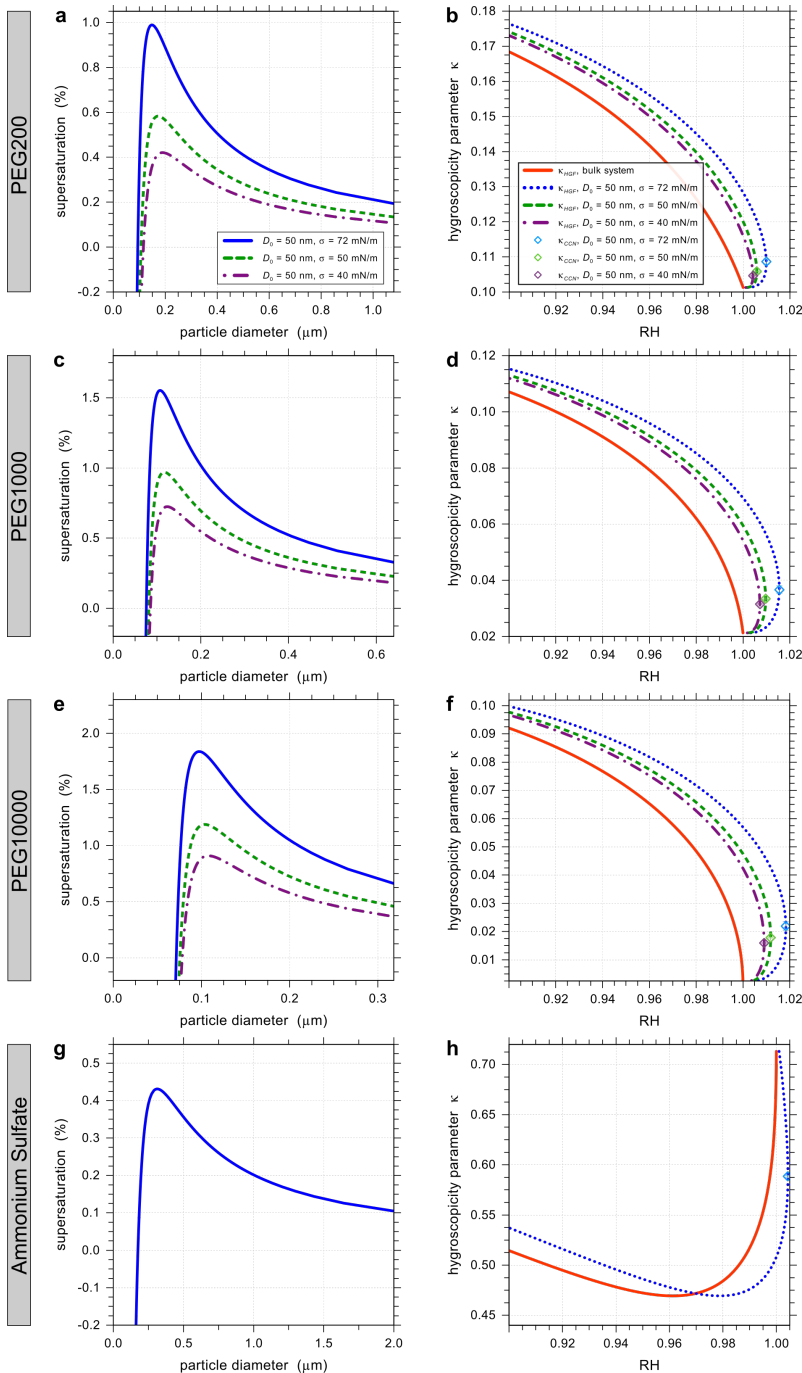 PEG200
a
supersaturation (%)
1.0
0.8
0.6
0.4
0.2
0.0
-0.2
D0 = 50 nm, σ = 72 mN/m
D0 = 50 nm, σ = 50 mN/m
D0 = 50 nm, σ = 40 mN/m
0.0 0.2 0.4 0.6 0.8 1.0
particle diameter (μm)
b
hygroscopicity parameter κ
0.18
0.17
0.16
0.15
0.14
0.13
0.12
0.11
0.10
κHGF, bulk system
κHGF, D0 = 50 nm, σ = 72 mN/m
κHGF, D0 = 50 nm, σ = 50 mN/m
κHGF, D0 = 50 nm, σ = 40 mN/m
κCCN, D0 = 50 nm, σ = 72 mN/m
κCCN, D0 = 50 nm, σ = 50 mN/m
κCCN, D0 = 50 nm, σ = 40 mN/m
0.92 0.94 0.96 0.98 1.00 1.02
RH
PEG1000
c
supersaturation (%)
1.5
1.0
0.5
0.0
0.0 0.2 0.4 0.6
particle diameter (μm)
d
hygroscopicity parameter κ
0.12
0.10
0.08
0.06
0.04
0.02
0.92 0.94 0.96 0.98 1.00 1.02
RH
PEG10000
e
supersaturation (%)
2.0
1.5
1.0
0.5
0.0
0.0 0.1 0.2 0.3
particle diameter (μm)
f
hygroscopicity parameter κ
0.10
0.09
0.08
0.07
0.06
0.05
0.04
0.03
0.02
0.01
0.92 0.94 0.96 0.98 1.00 1.02
RH
Ammonium Sulfate
g
supersaturation (%)
0.5
0.4
0.3
0.2
0.1
0.0
-0.1
-0.2
0.0 0.5 1.0 1.5 2.0
particle diameter (μm)
h
hygroscopicity parameter κ
0.70
0.65
0.60
0.55
0.50
0.45
0.92 0.94 0.96 0.98 1.00
RH